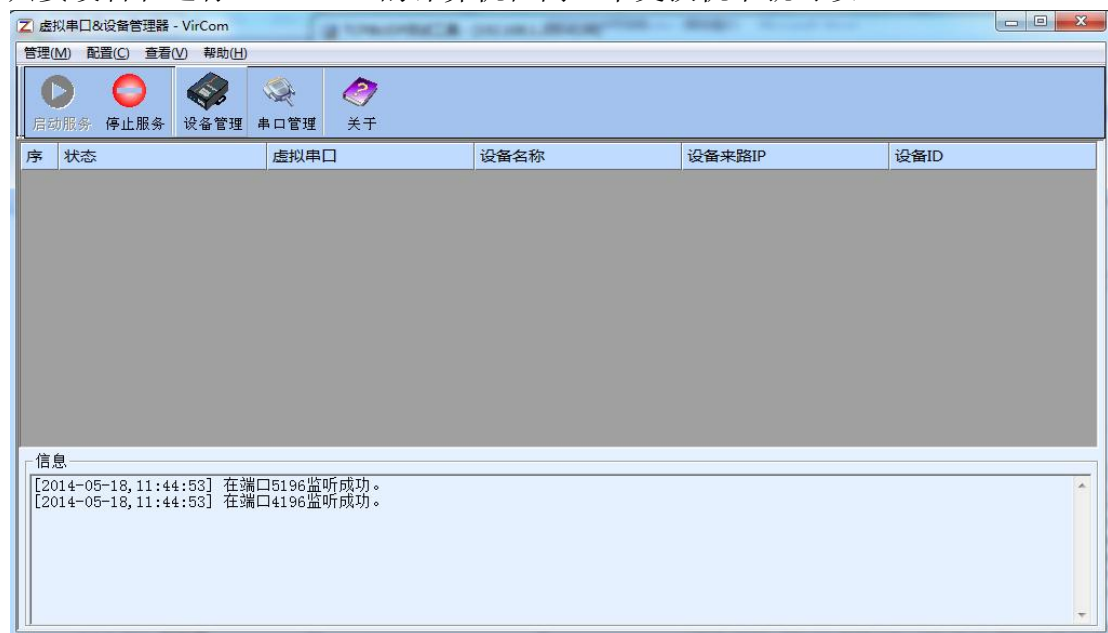 虚拟串口&设备管理器 - VirCom
管理(M) 配置(C) 查看(V) 帮助(H)
启动服务 停止服务 设备管理 串口管理 关于
序 状态 虚拟串口 设备名称 设备来路IP 设备ID
信息
[2014-05-18,11:44:53] 在端口5196监听成功。
[2014-05-18,11:44:53] 在端口4196监听成功。